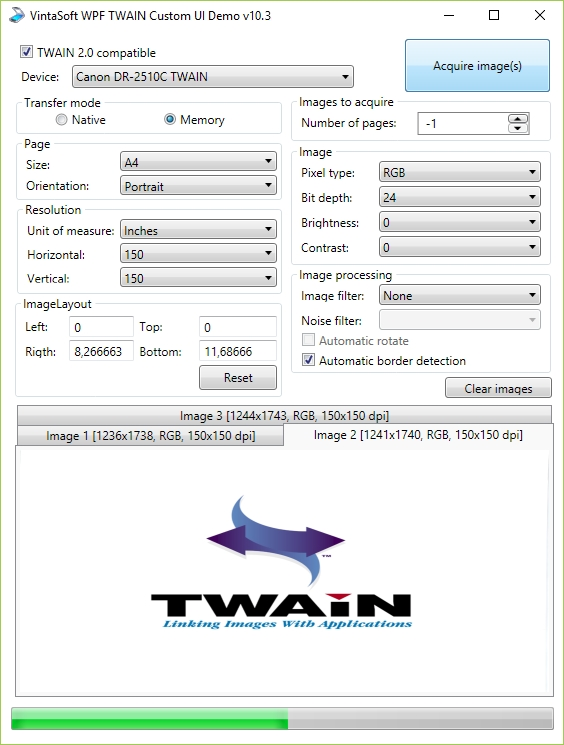 VintaSoft WPF TWAIN Custom UI Demo v10.3
TWAIN 2.0 compatible
Device: Canon DR-2510C TWAIN
Acquire image(s)
Transfer mode
Native Memory
Images to acquire
Number of pages: -1
Page
Size: A4
Orientation: Portrait
Image
Pixel type: RGB
Bit depth: 24
Brightness: 0
Contrast: 0
Resolution
Unit of measure: Inches
Horizontal: 150
Vertical: 150
Image processing
Image filter: None
Noise filter:
Automatic rotate
Automatic border detection
ImageLayout
Left: 0 Top: 0
Rigth: 8,266663 Bottom: 11,68666
Reset
Clear images
Image 3 [1244x1743, RGB, 150x150 dpi]
Image 1 [1236x1738, RGB, 150x150 dpi] Image 2 [1241x1740, RGB, 150x150 dpi]
TM
TWAIN
Linking Images With Applications